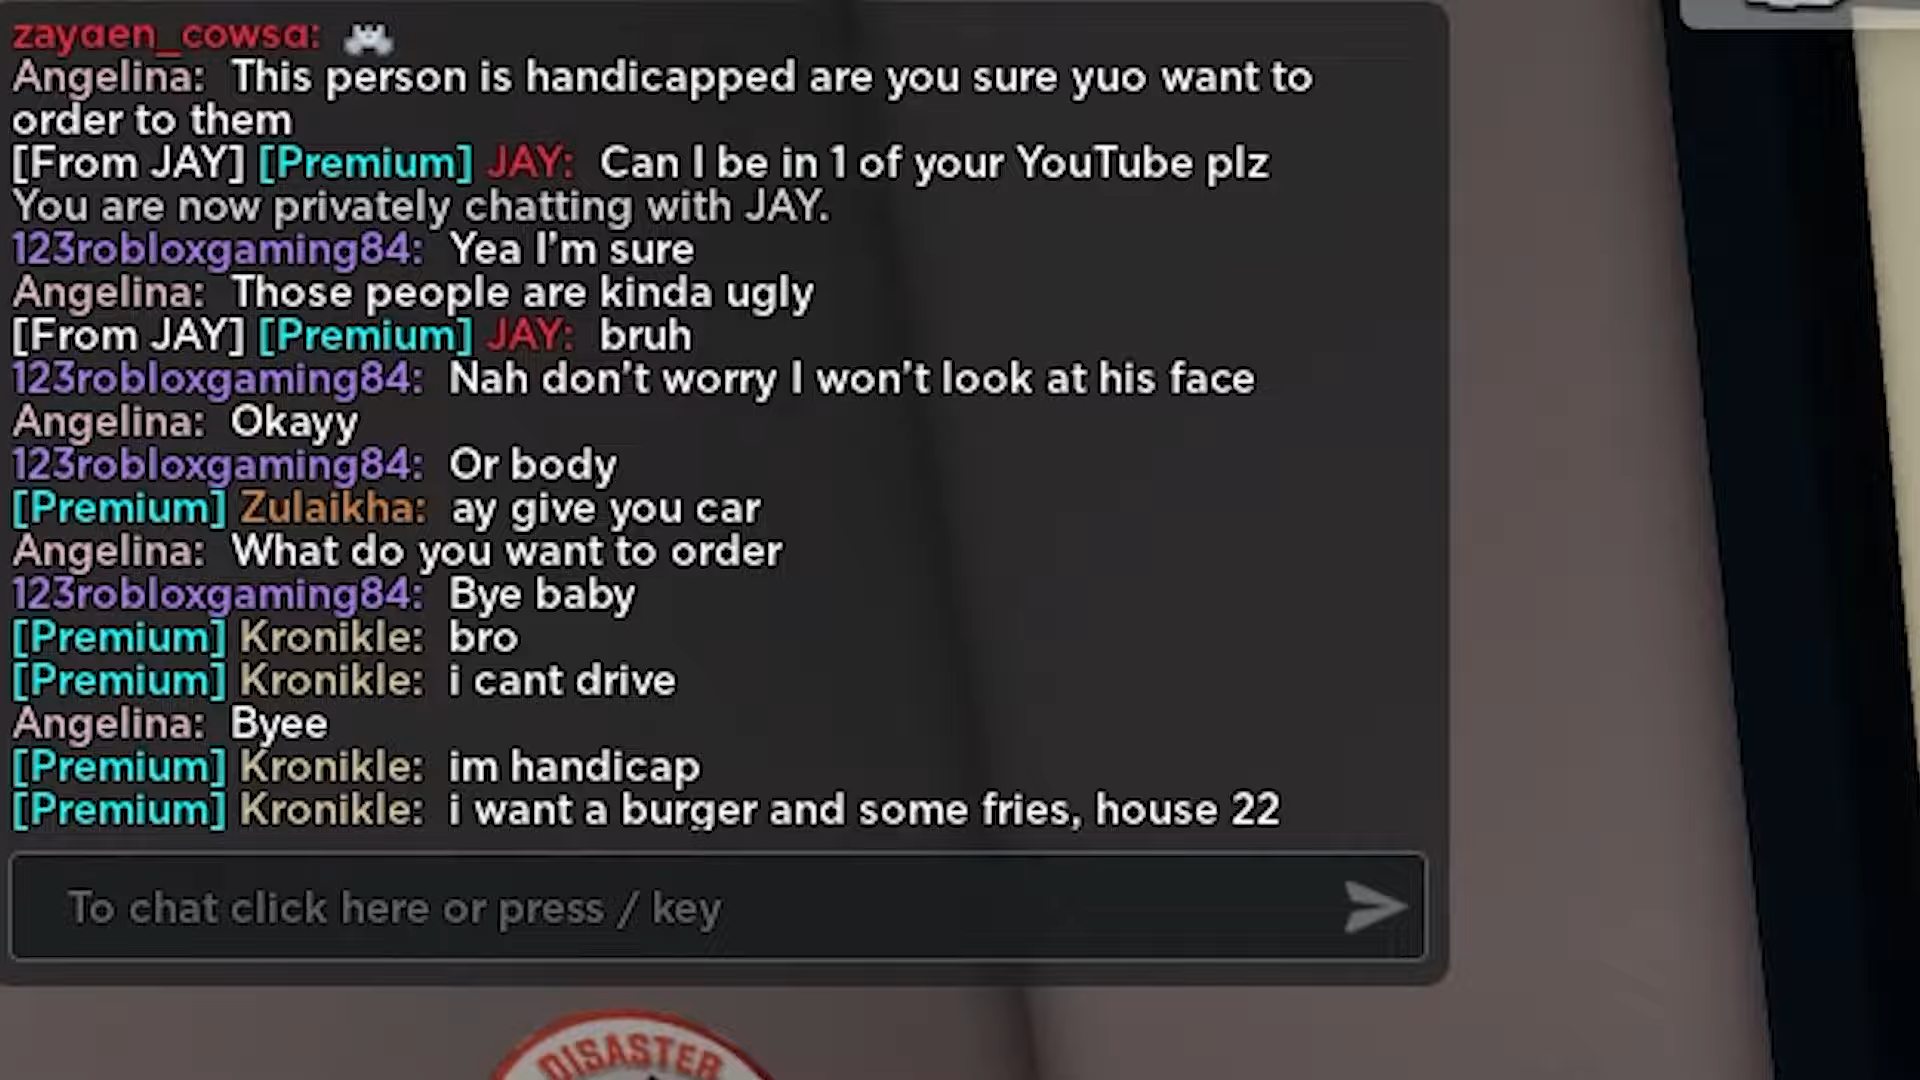 zayden_cowsa:
Angelina: This person is handicapped are you sure yuo want to
order to them
[From JAY] [Premium] JAY: Can I be in 1 of your YouTube plz
You are now privately chatting with JAY.
123robloxgaming84: Yea I'm sure
Angelina: Those people are kinda ugly
[From JAY] [Premium] JAY: bruh
123robloxgaming84: Nah don't worry I won't look at his face
Angelina: Okayy
123robloxgaming84: Or body
[Premium] Zulaikha: ay give you car
Angelina: What do you want to order
123robloxgaming84: Bye baby
[Premium] Kronikle: bro
[Premium] Kronikle: i cant drive
Angelina: Byee
[Premium] Kronikle: im handicap
[Premium] Kronikle: i want a burger and some fries, house 22
To chat click here or press / key
DISASTER